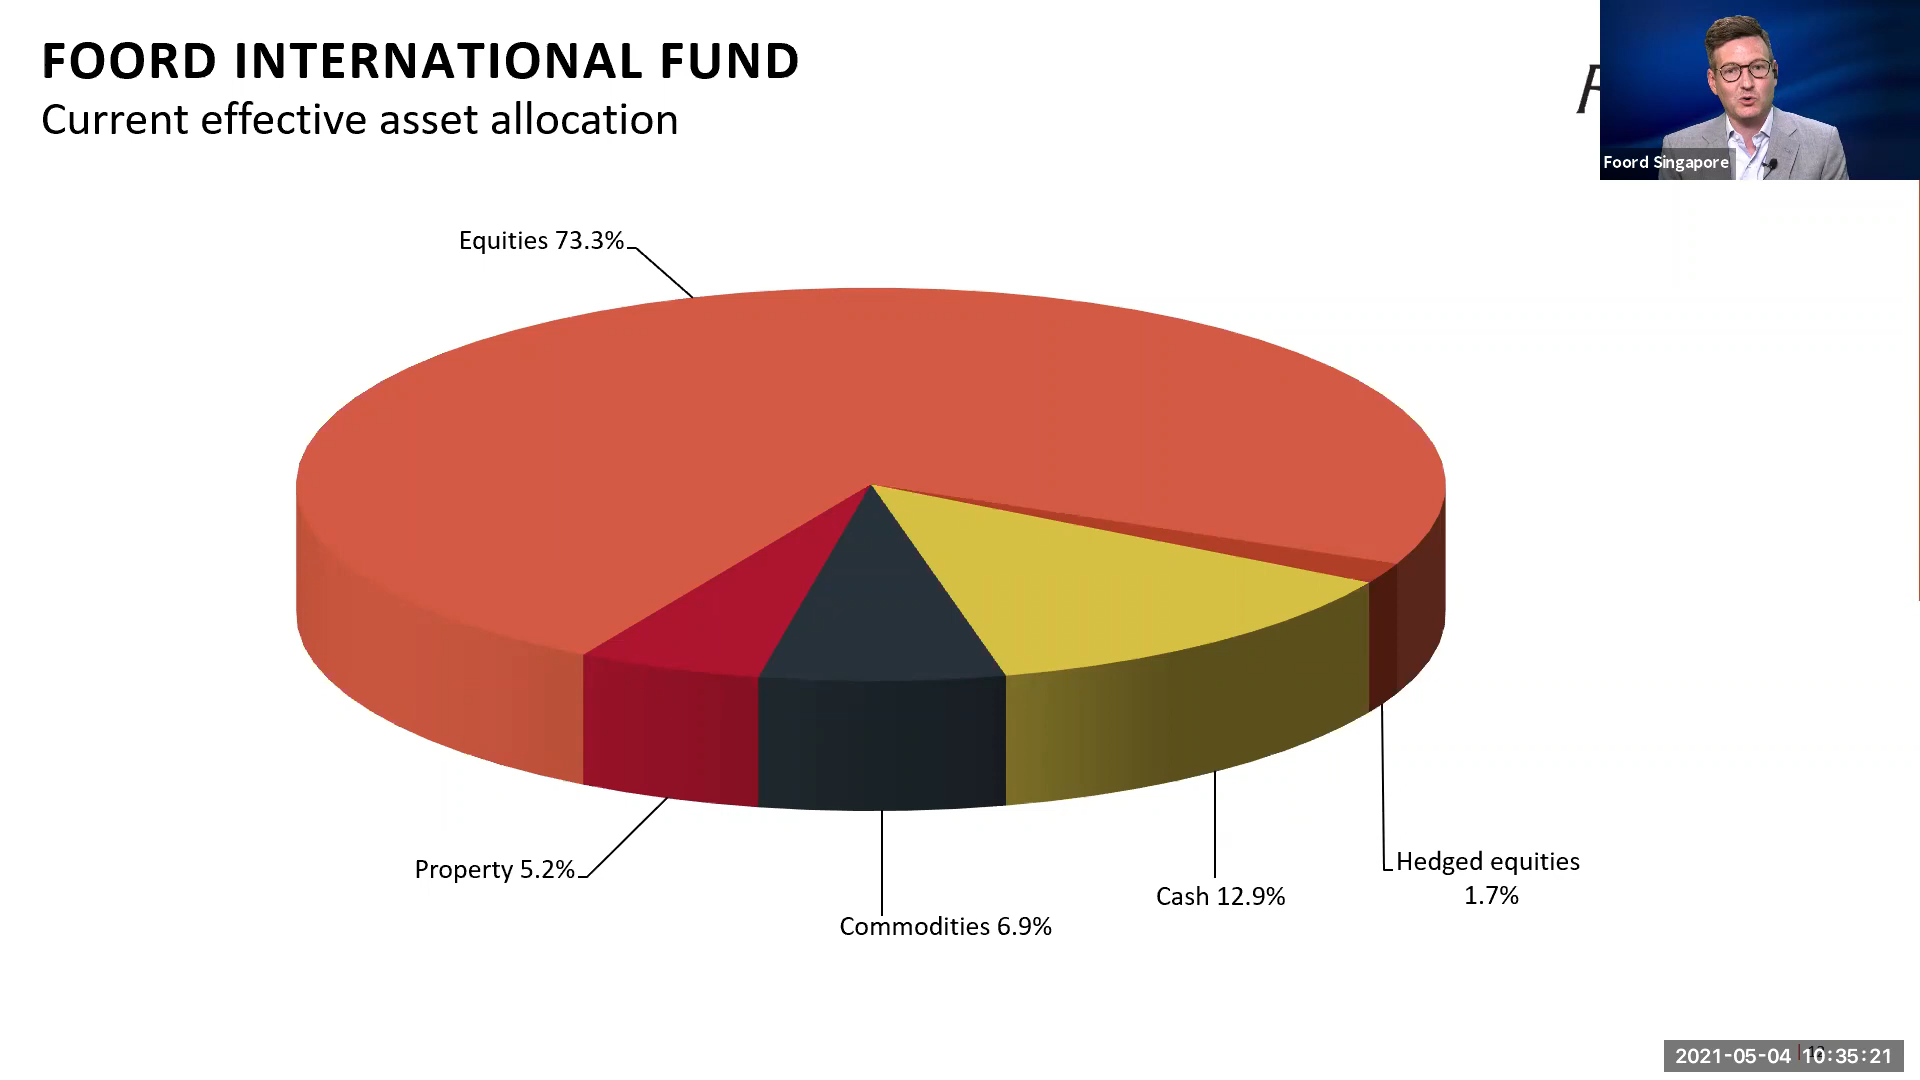 FOORD INTERNATIONAL FUND
Current effective asset allocation
Foord Singapore
Equities 73.3%
Property 5.2%
Commodities 6.9%
Cash 12.9%
Hedged equities
1.7%
2021-05-04 10:35:21